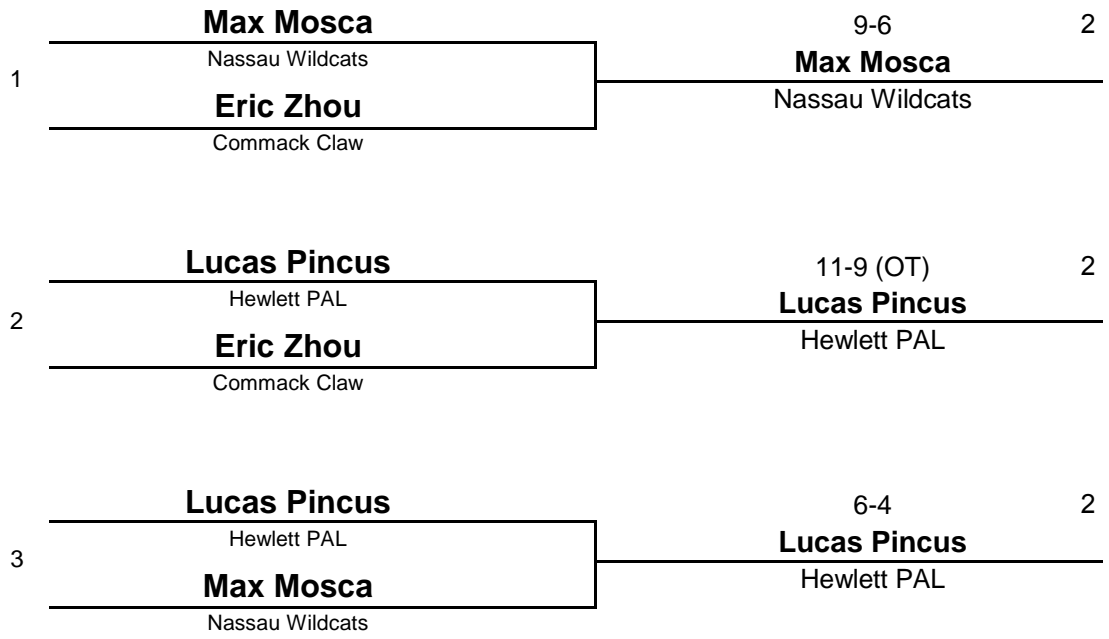 Max Mosca
9-6 2
Nassau Wildcats
Max Mosca
1
Eric Zhou
Nassau Wildcats
Commack Claw
Lucas Pincus
11-9 (OT) 2
Hewlett PAL
Lucas Pincus
2
Eric Zhou
Hewlett PAL
Commack Claw
Lucas Pincus
6-4 2
Hewlett PAL
Lucas Pincus
3
Max Mosca
Hewlett PAL
Nassau Wildcats